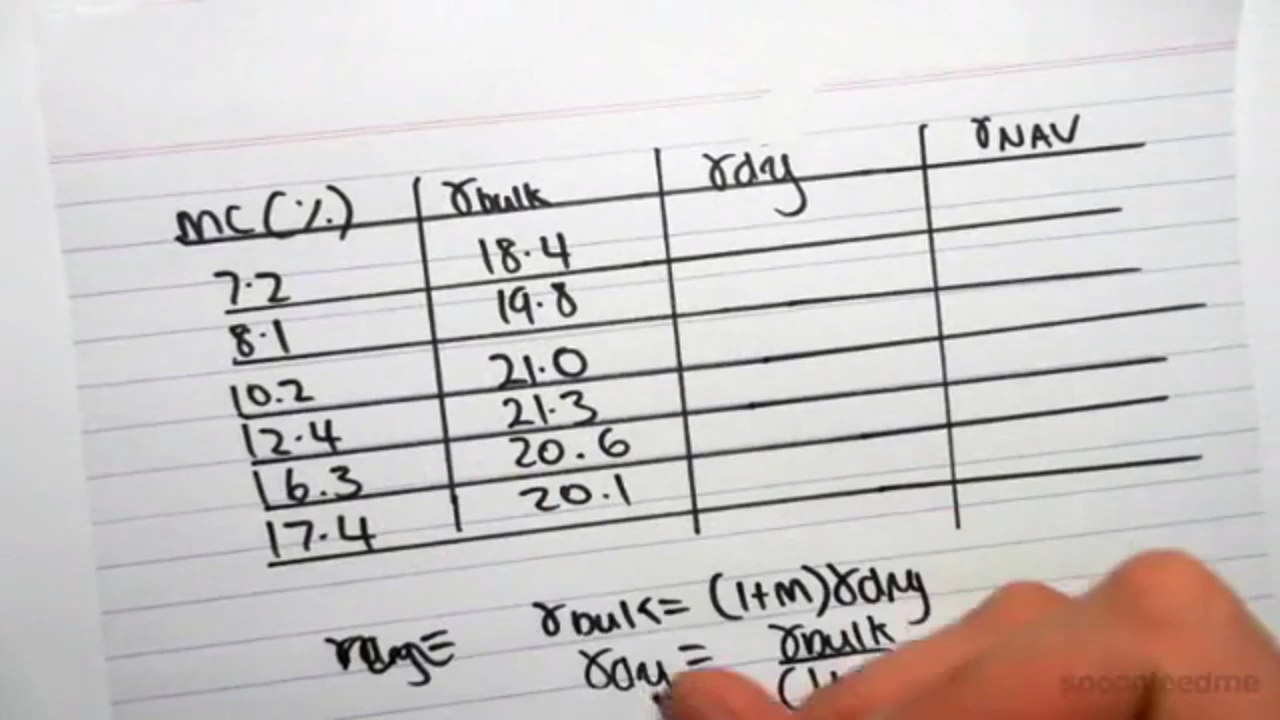 MC (%) γbulk γdry γNAV
7.2 18.4
8.1 19.8
10.2 21.0
12.4 21.3
16.3 20.6
17.4 20.1
γbulk = (1+m)γdry
γdry = γbulk
(1+